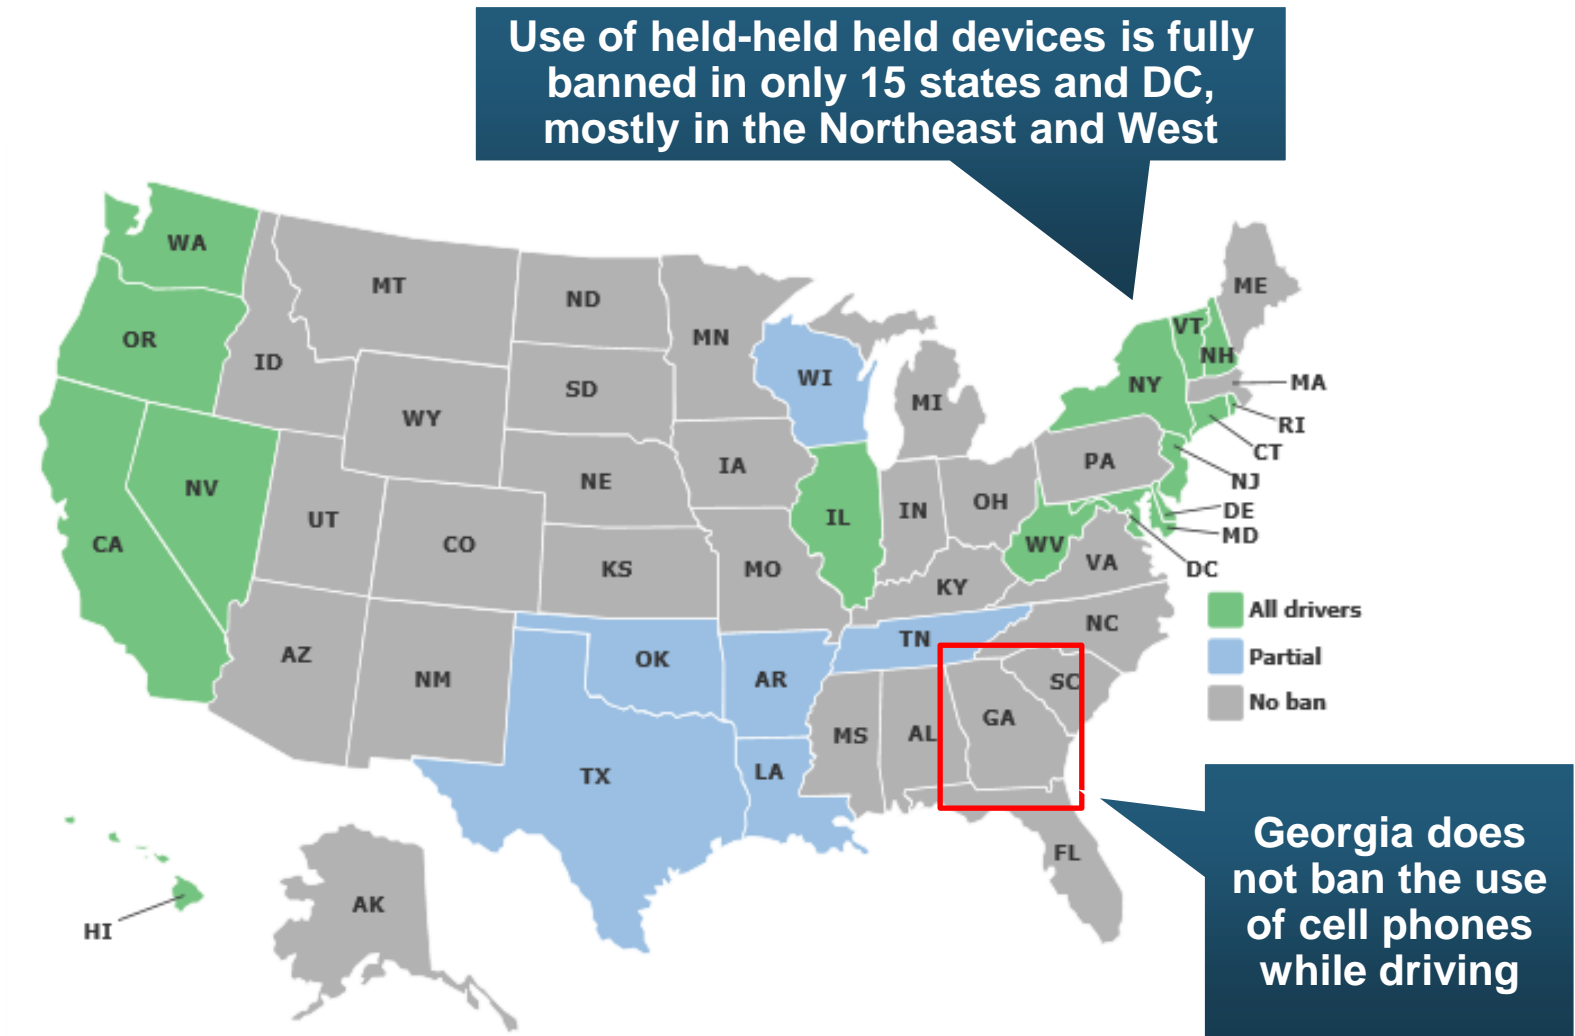 Use of held-held held devices is fully
banned in only 15 states and DC,
mostly in the Northeast and West
WA
MT
ND
MN
ME
OR
ID
SD
WI
VT
NH
NY
MA
WY
MI
RI
CT
NV
NE
IA
PA
NJ
CA
UT
CO
IL
IN
OH
DE
MD
KS
MO
WV
VA
DC
KY
AZ
NM
OK
AR
TN
NC
All drivers
Partial
No ban
SC
GA
TX
LA
MS
AL
FL
AK
HI
Georgia does
not ban the use
of cell phones
while driving